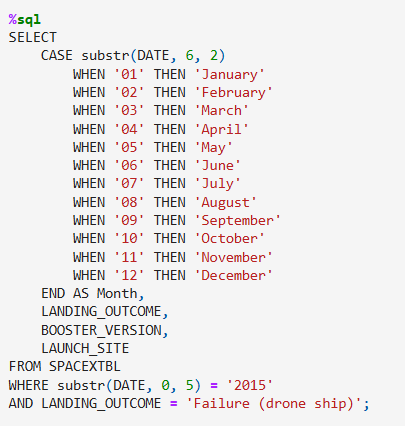 %sql
SELECT
    CASE substr(DATE, 6, 2)
        WHEN '01' THEN 'January'
        WHEN '02' THEN 'February'
        WHEN '03' THEN 'March'
        WHEN '04' THEN 'April'
        WHEN '05' THEN 'May'
        WHEN '06' THEN 'June'
        WHEN '07' THEN 'July'
        WHEN '08' THEN 'August'
        WHEN '09' THEN 'September'
        WHEN '10' THEN 'October'
        WHEN '11' THEN 'November'
        WHEN '12' THEN 'December'
    END AS Month,
    LANDING_OUTCOME,
    BOOSTER_VERSION,
    LAUNCH_SITE
FROM SPACEXTBL
WHERE substr(DATE, 0, 5) = '2015'
AND LANDING_OUTCOME = 'Failure (drone ship)';